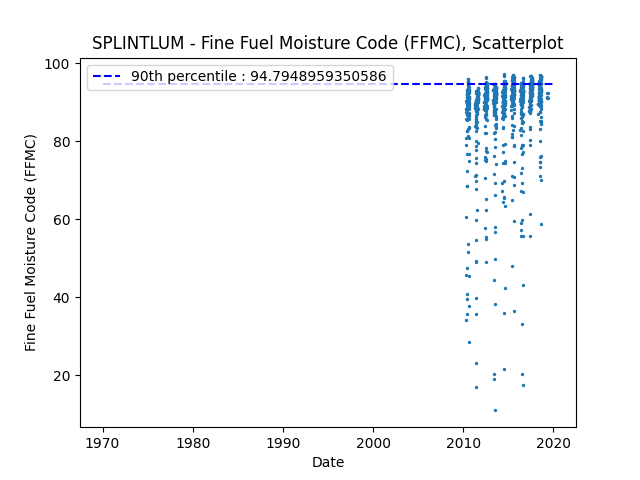 SPLINTLUM - Fine Fuel Moisture Code (FFMC), Scatterplot
90th percentile : 94.7948959350586
Fine Fuel Moisture Code (FFMC)
100
80
60
40
20
1970 1980 1990 2000 2010 2020
Date